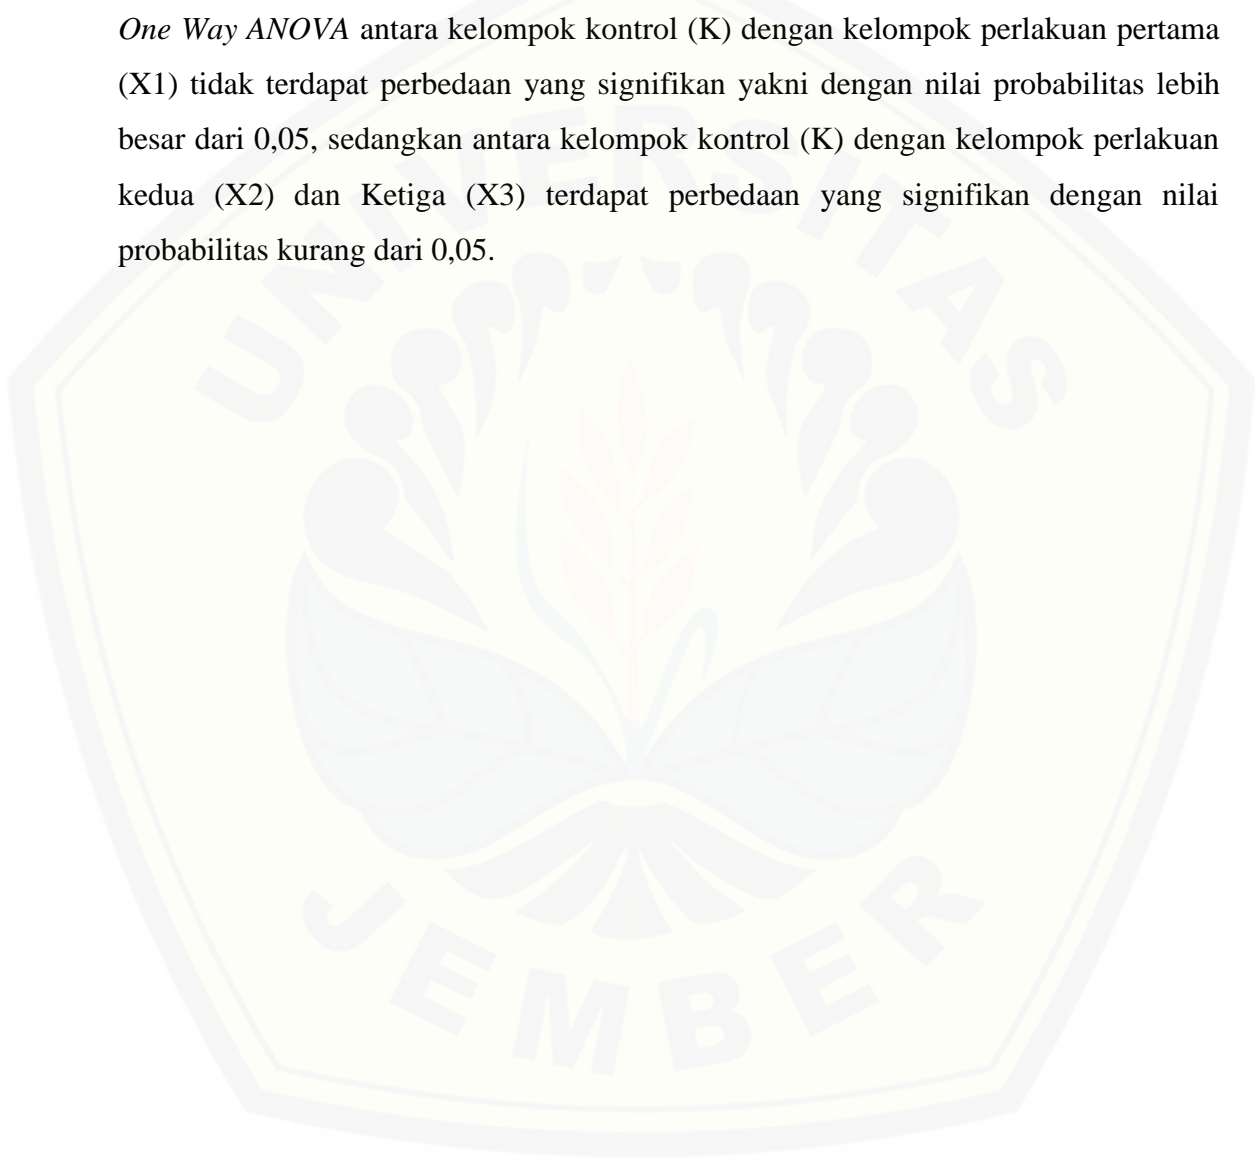 One Way ANOVA antara kelompok kontrol (K) dengan kelompok perlakuan pertama
(X1) tidak terdapat perbedaan yang signifikan yakni dengan nilai probabilitas lebih
besar dari 0,05, sedangkan antara kelompok kontrol (K) dengan kelompok perlakuan
kedua (X2) dan Ketiga (X3) terdapat perbedaan yang signifikan dengan nilai
probabilitas kurang dari 0,05.
UNIVERSITAS
JEMBER